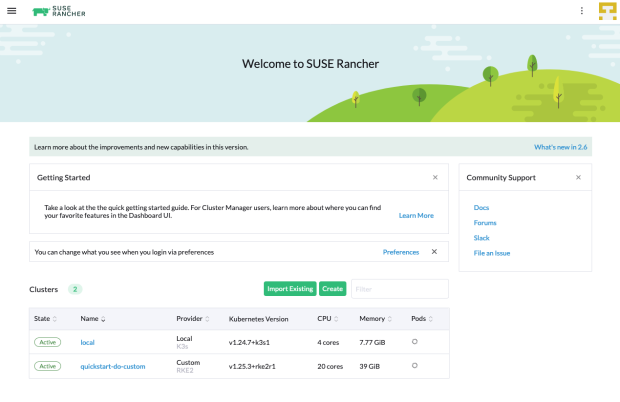 SUSE
RANCHER
Welcome to SUSE Rancher
Learn more about the improvements and new capabilities in this version.
What's new in 2.6
Getting Started
Take a look at the the quick getting started guide. For Cluster Manager users, learn more about where you can find
your favorite features in the Dashboard UI.
Learn More
You can change what you see when you login via preferences
Preferences
Community Support
Docs
Forums
Slack
File an Issue
Clusters 2
Import Existing Create Filter
State Name Provider Kubernetes Version CPU Memory Pods
Active local Local K3s v1.24.7+k3s1 4 cores 7.77 GiB 0
Active quickstart-do-custom Custom RKE2 v1.25.3+rke2r1 20 cores 39 GiB 0